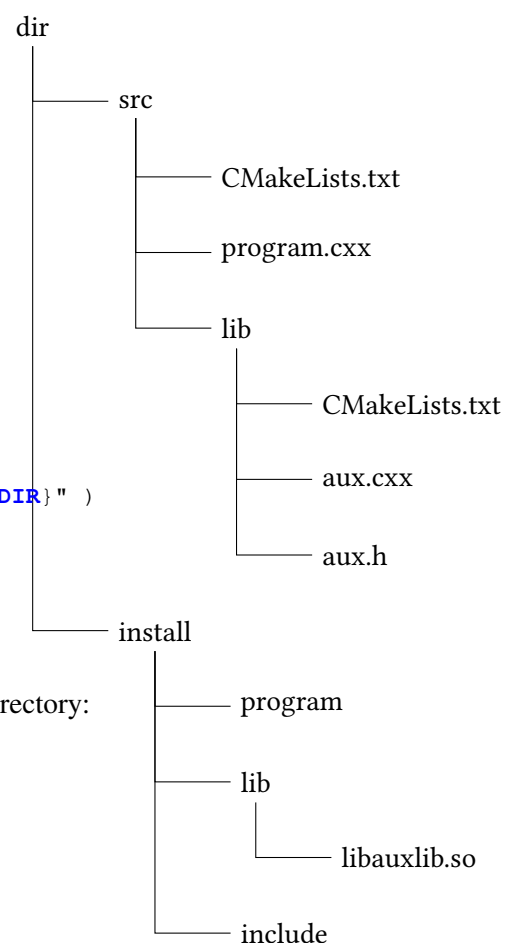 dir
src
CMakeLists.txt
program.cxx
lib
CMakeLists.txt
aux.cxx
DIR}" )
aux.h
install
program
rectory:
lib
libauxlib.so
include